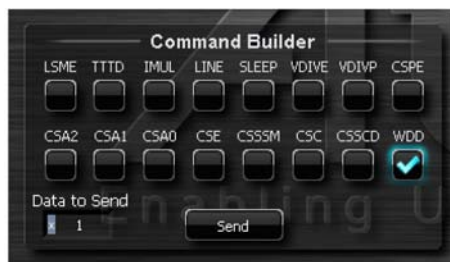 Command Builder
LSME TTTD IMUL LINE SLEEP VDIVE VDIVP CSPE
CSA2 CSA1 CSA0 CSE CSSSM CSC CSSCD WDD
Data to Send
x 1
Send
Enabling U